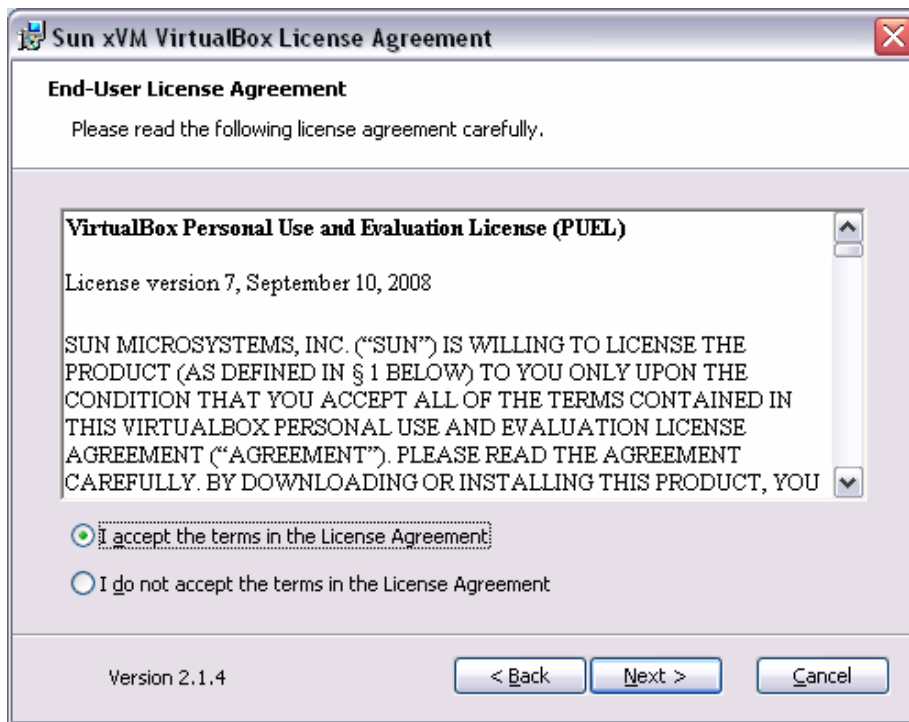 Sun xVM VirtualBox License Agreement
End-User License Agreement
Please read the following license agreement carefully.
VirtualBox Personal Use and Evaluation License (PUEL)
License version 7, September 10, 2008
SUN MICROSYSTEMS, INC. (“SUN”) IS WILLING TO LICENSE THE
PRODUCT (AS DEFINED IN § 1 BELOW) TO YOU ONLY UPON THE
CONDITION THAT YOU ACCEPT ALL OF THE TERMS CONTAINED IN
THIS VIRTUALBOX PERSONAL USE AND EVALUATION LICENSE
AGREEMENT (“AGREEMENT”). PLEASE READ THE AGREEMENT
CAREFULLY. BY DOWNLOADING OR INSTALLING THIS PRODUCT, YOU
I accept the terms in the License Agreement
I do not accept the terms in the License Agreement
Version 2.1.4
< Back
Next >
Cancel